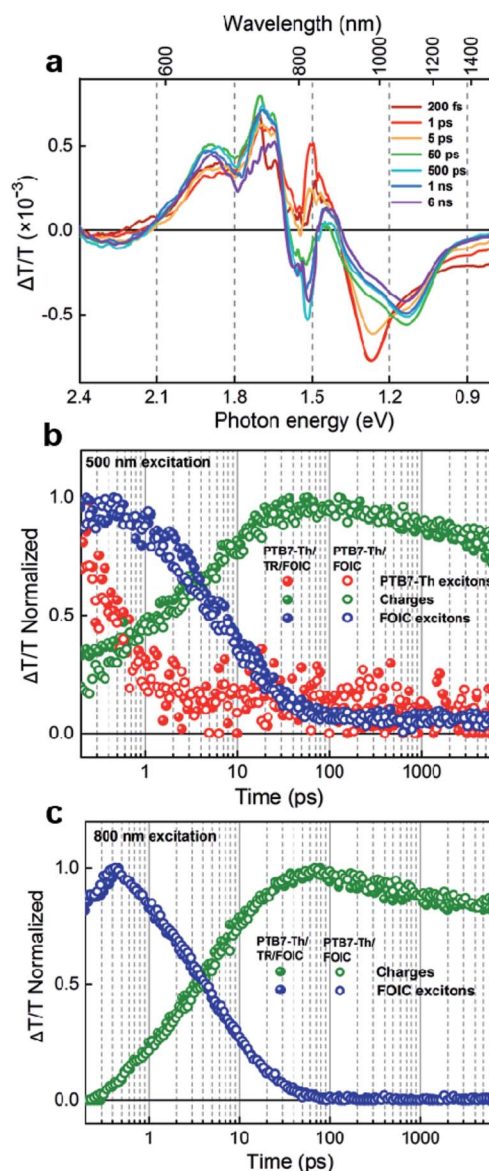 Wavelength (nm)
600 800 1000 1200 1400
a
200 fs
1 ps
5 ps
50 ps
500 ps
1 ns
6 ns
0.5
0.0
-0.5
ΔT/T (×10⁻³)
2.4 2.1 1.8 1.5 1.2 0.9
Photon energy (eV)
b
500 nm excitation
1.0
0.5
0.0
ΔT/T Normalized
PTB7-Th/ PTB7-Th/
TR/FOIC FOIC
PTB7-Th excitons
Charges
FOIC excitons
1 10 100 1000
Time (ps)
c
800 nm excitation
1.0
0.5
0.0
ΔT/T Normalized
PTB7-Th/ PTB7-Th/
TR/FOIC FOIC
Charges
FOIC excitons
1 10 100 1000
Time (ps)